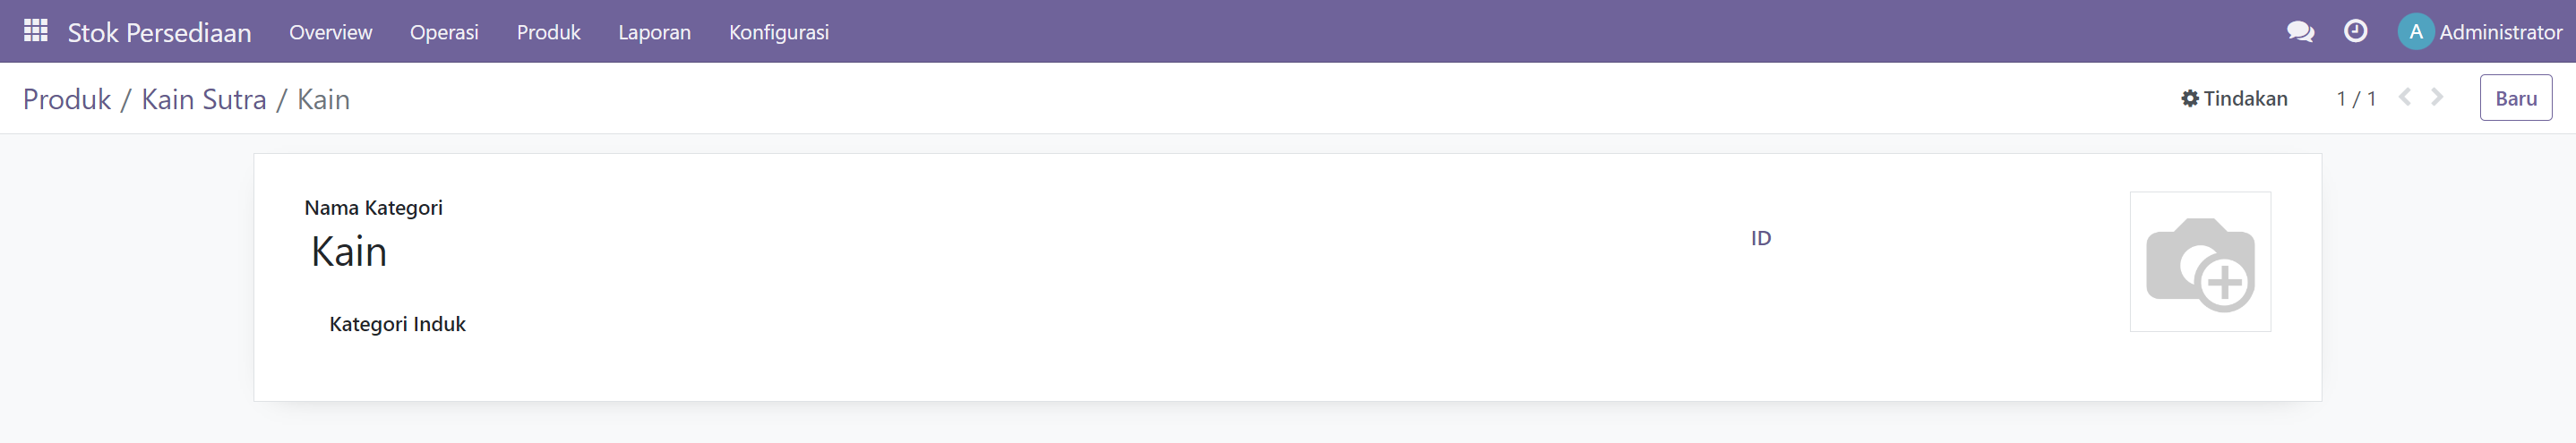 Stok Persediaan Overview Operasi Produk Laporan Konfigurasi A Administrator
Produk / Kain Sutra / Kain Tindakan 1 / 1 Baru
Nama Kategori
Kain
ID
Kategori Induk